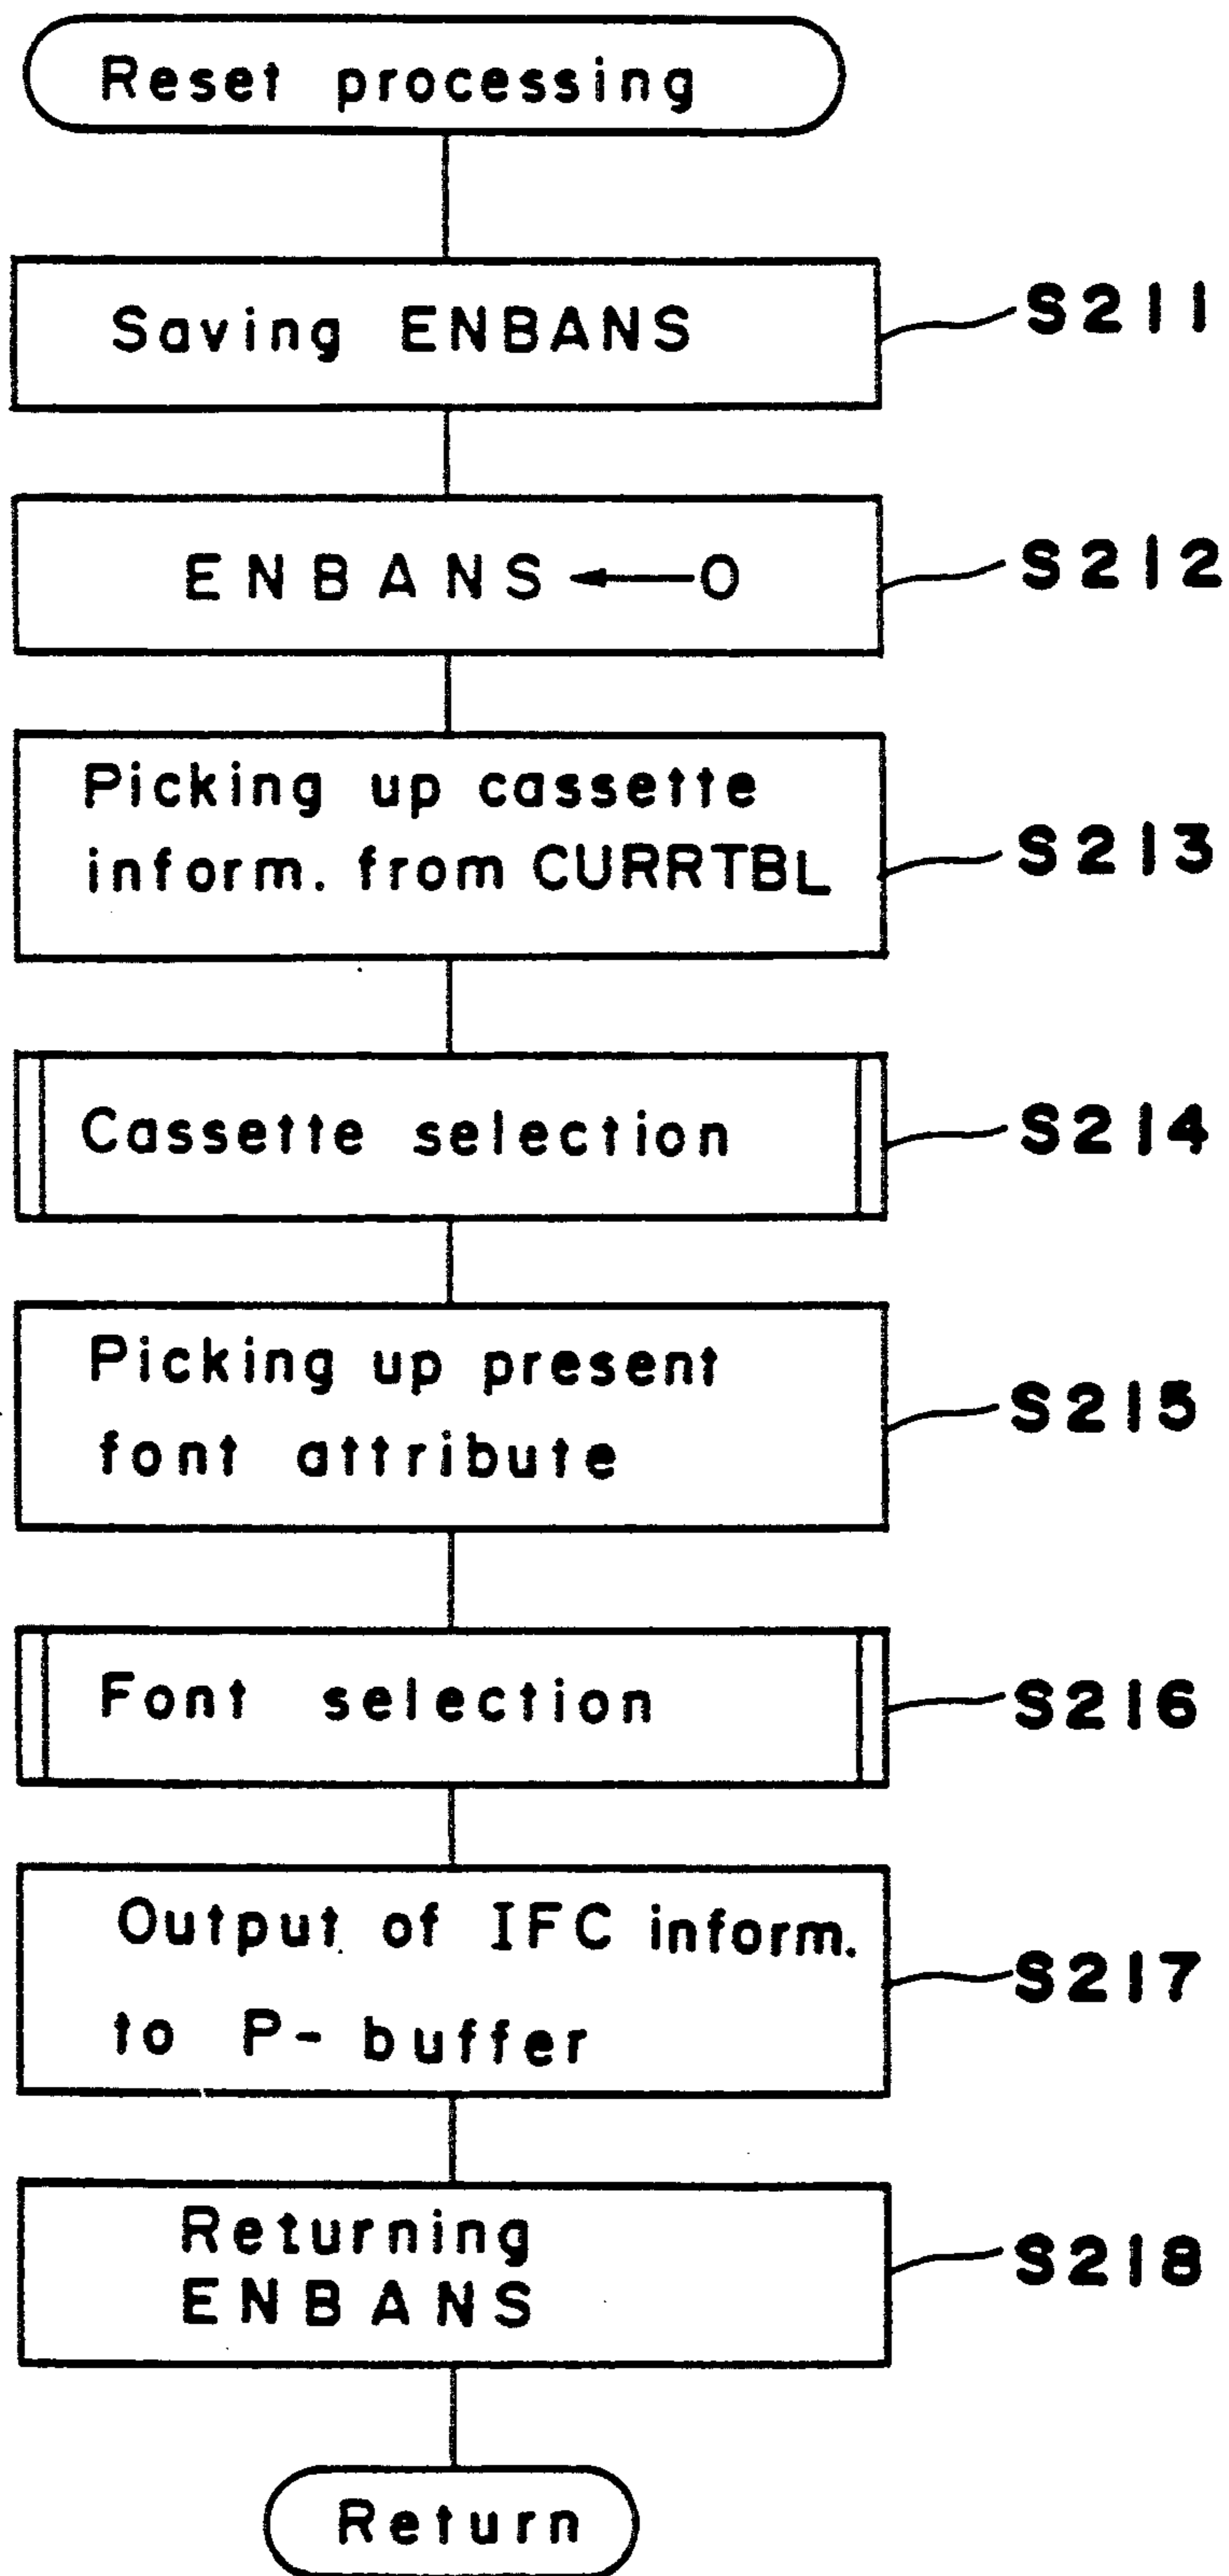 Reset processing
Saving ENBANS
S211
ENBANS ← 0
S212
Picking up cassette
inform. from CURRTBL
S213
Cassette selection
S214
Picking up present
font attribute
S215
Font selection
S216
Output of IFC inform.
to P-buffer
S217
Returning
ENBANS
S218
Return